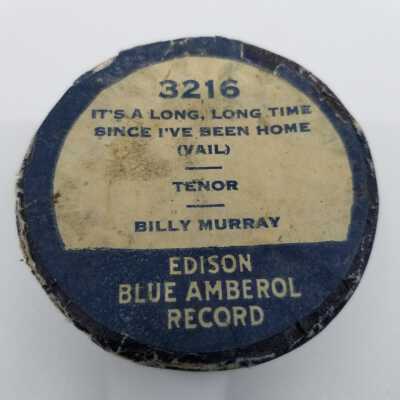 3216
IT'S A LONG, LONG TIME
SINCE I'VE BEEN HOME
(VAIL)
TENOR
BILLY MURRAY
EDISON
BLUE AMBEROL
RECORD